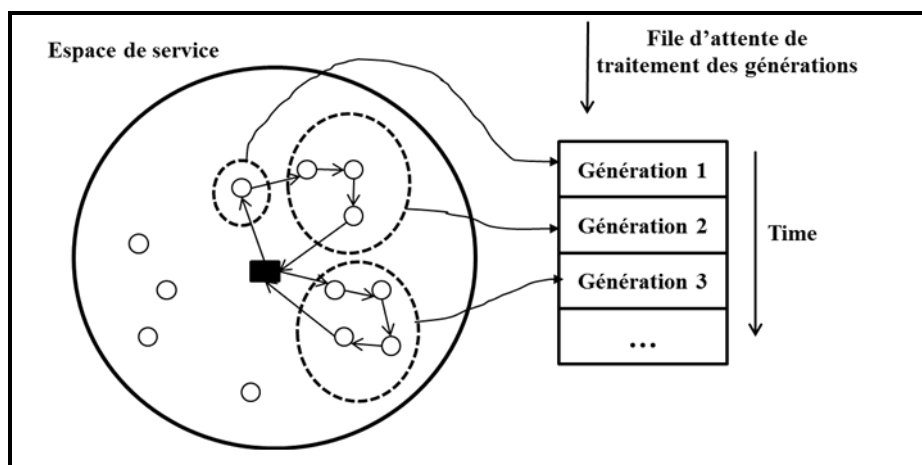 Espace de service
File d'attente de
traitement des générations
Génération 1
Génération 2
Génération 3
...
Time